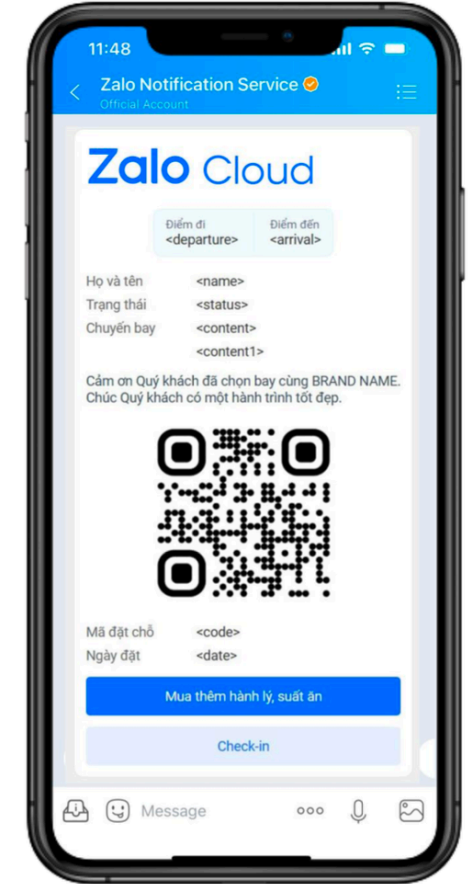 11:48
Zalo Notification Service
Official Account
Zalo Cloud
Điểm đi
Điểm đến
<departure>
<arrival>
Họ và tên <name>
Trạng thái <status>
Chuyến bay <content>
<content1>
Cảm ơn Quý khách đã chọn bay cùng BRAND NAME.
Chúc Quý khách có một hành trình tốt đẹp.
Mã đặt chỗ <code>
Ngày đặt <date>
Mua thêm hành lý, suất ăn
Check-in
Message